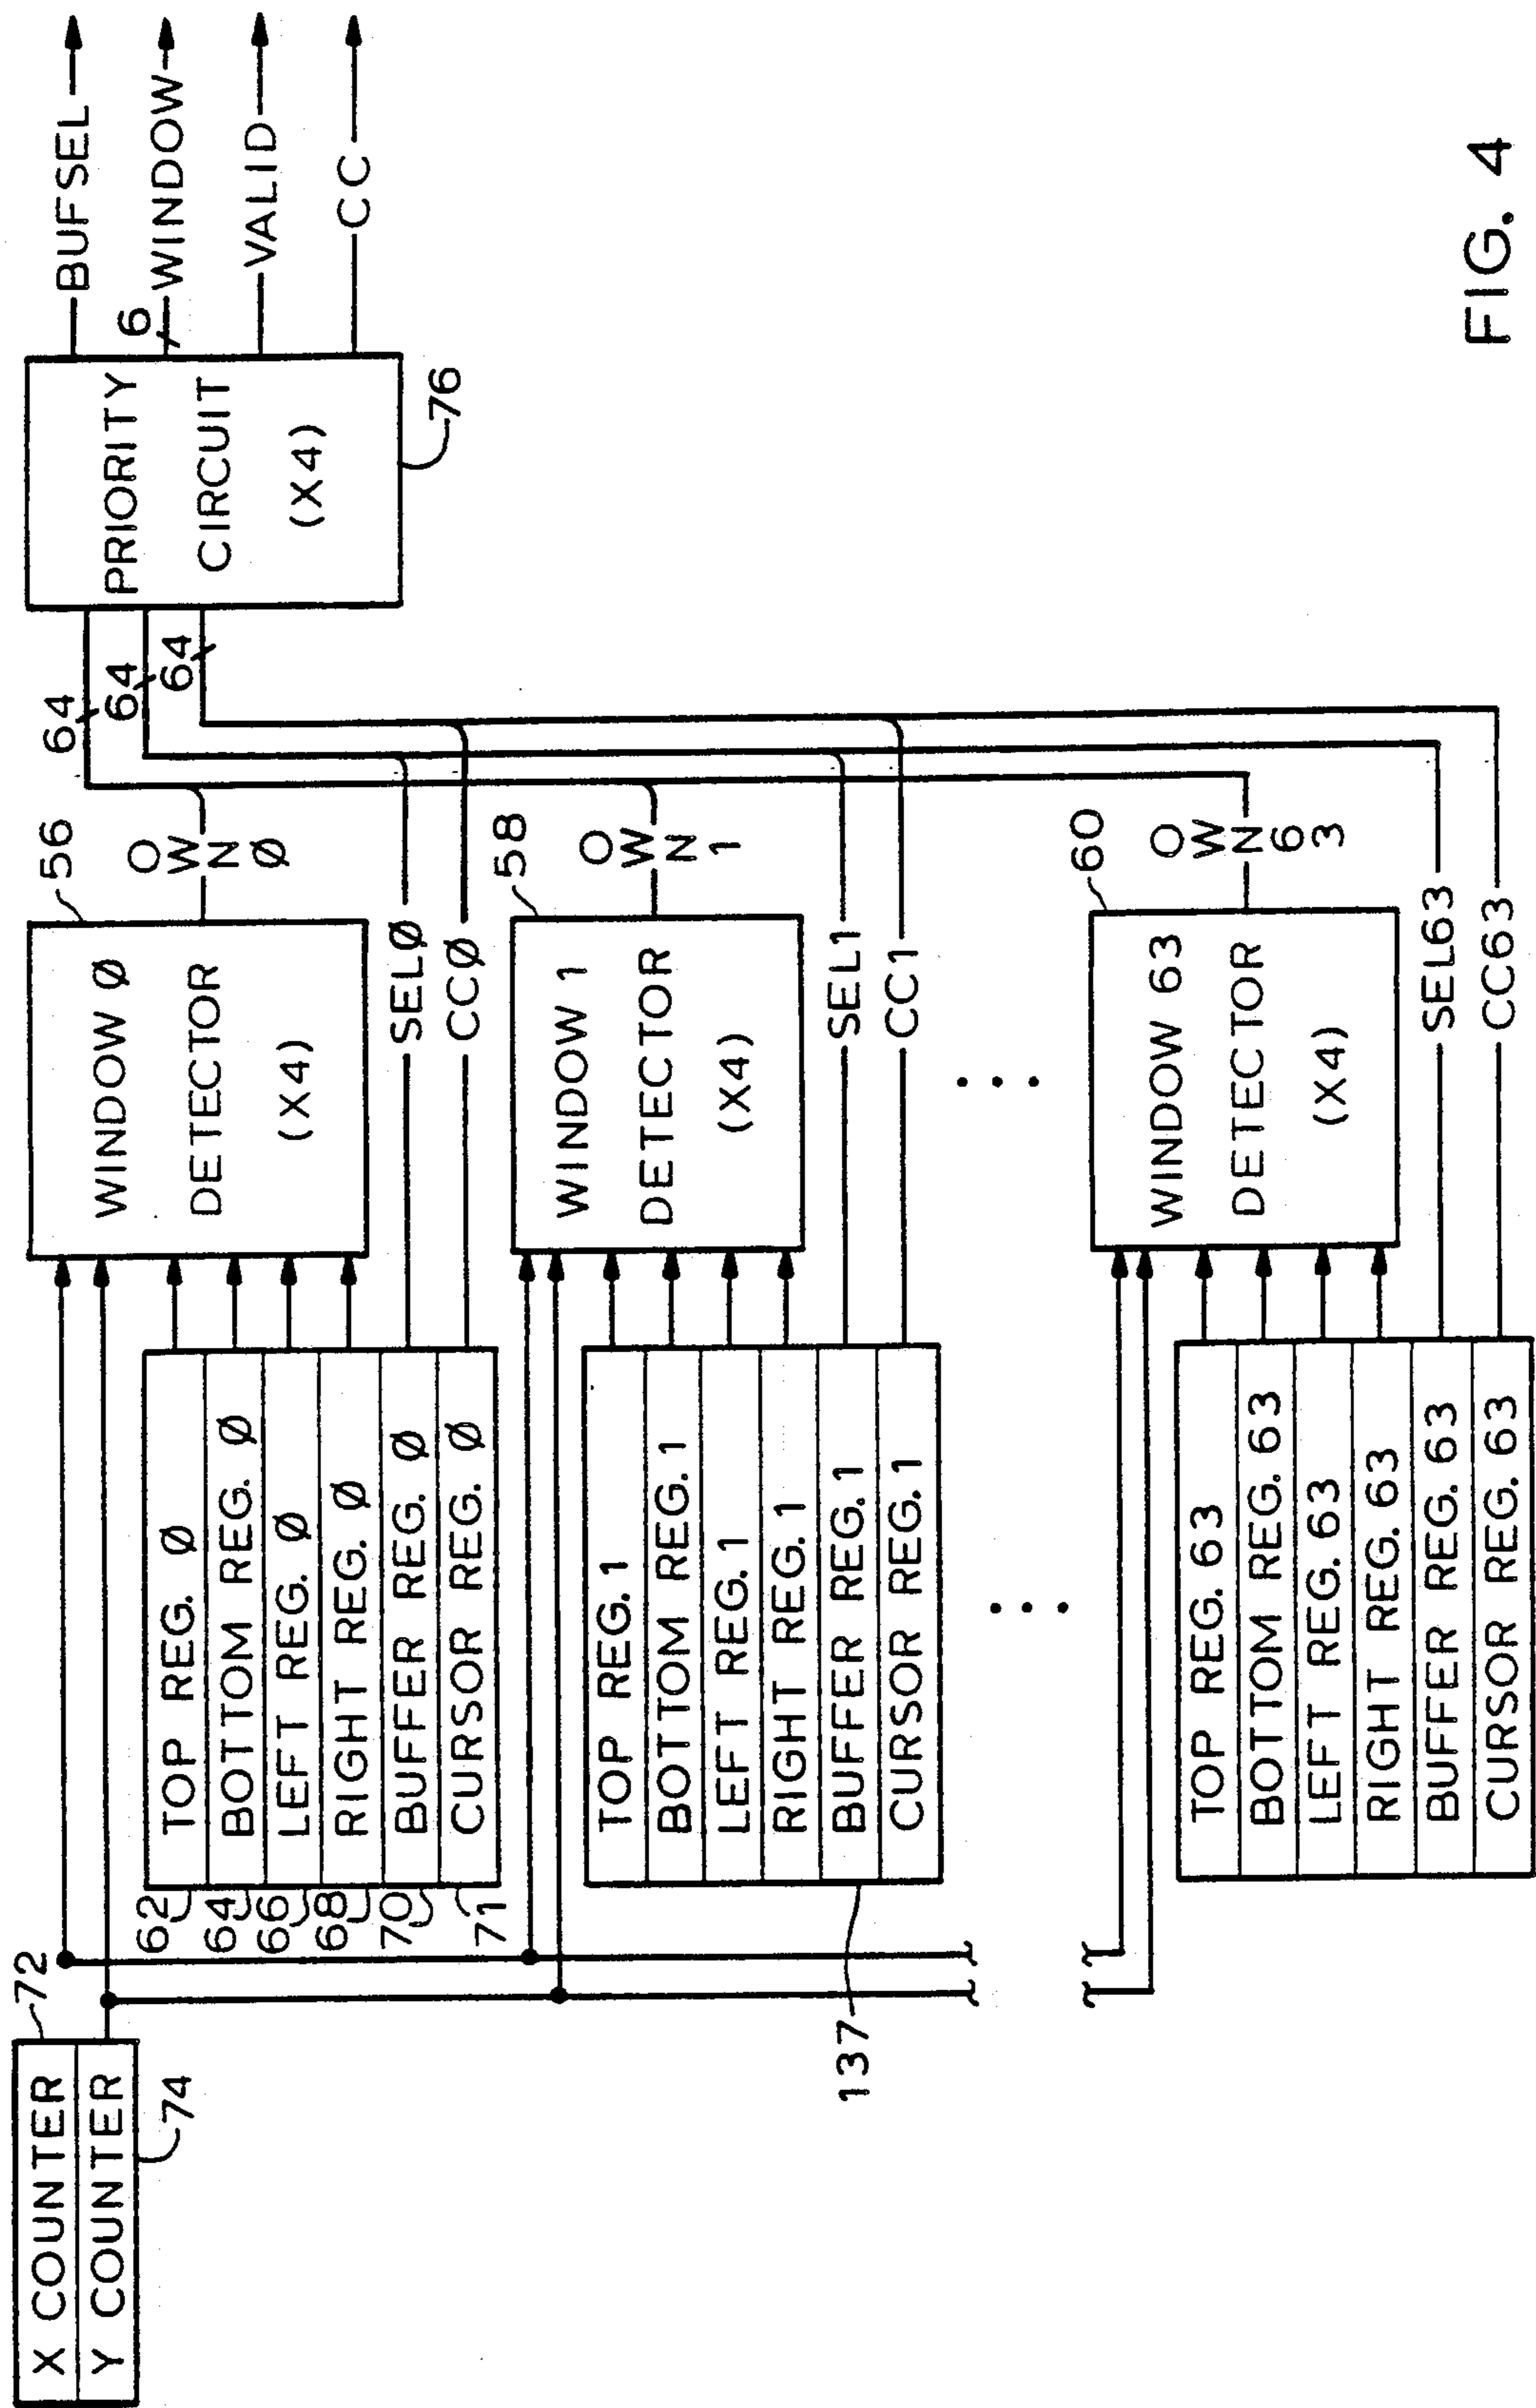 X COUNTER
72
Y COUNTER
74
62
TOP REG. Ø
64
BOTTOM REG. Ø
66
LEFT REG. Ø
68
RIGHT REG. Ø
70
BUFFER REG. Ø
71
CURSOR REG. Ø
WINDOW Ø
DETECTOR
(X4)
56
OWNØ
SELØ
CCØ
TOP REG. 1
BOTTOM REG. 1
LEFT REG. 1
RIGHT REG. 1
BUFFER REG. 1
CURSOR REG. 1
137
WINDOW 1
DETECTOR
(X4)
58
OWN1
SEL1
CC1
. . .
. . .
TOP REG. 63
BOTTOM REG. 63
LEFT REG. 63
RIGHT REG. 63
BUFFER REG. 63
CURSOR REG. 63
WINDOW 63
DETECTOR
(X4)
60
OWN63
SEL63
CC63
64
64
64
PRIORITY
CIRCUIT
(X4)
76
BUFSEL
6
WINDOW
VALID
CC
FIG. 4